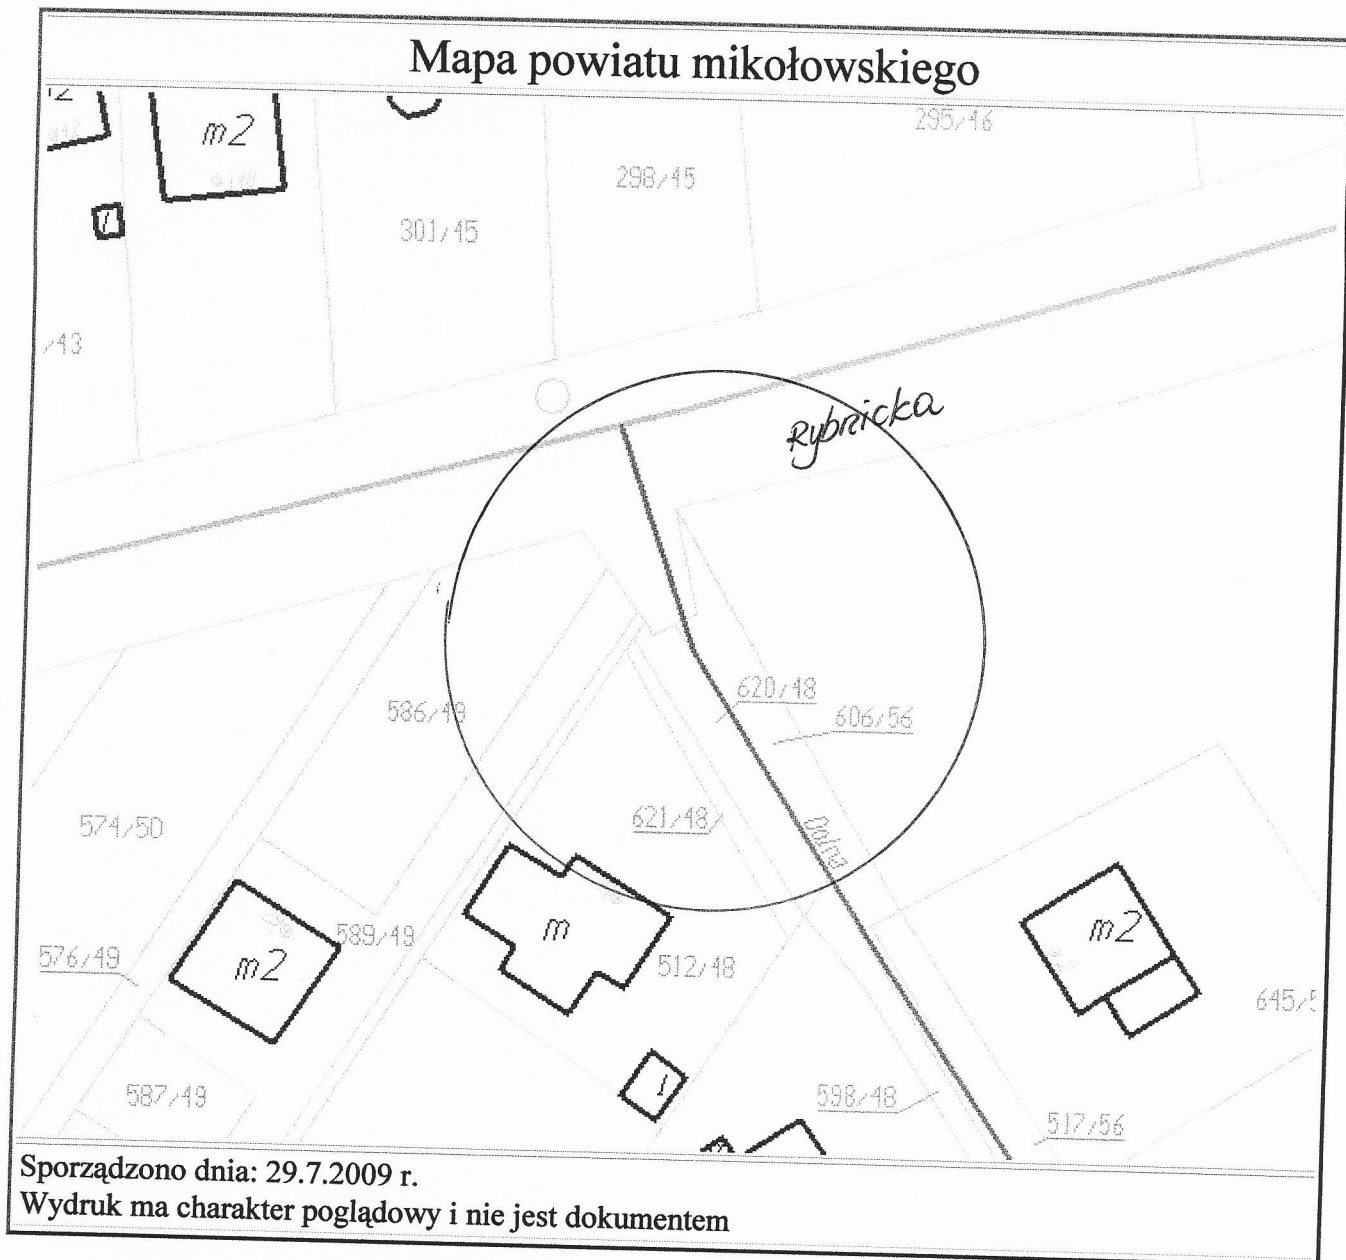 Mapa powiatu mikołowskiego
m2
295/46
298/45
301/45
/43
Rybnicka
620/48
606/56
586/49
621/48
574/50
Polna
m2
m
m2
589/49
576/49
512/48
587/49
598/48
517/56
Sporządzono dnia: 29.7.2009 r.
Wydruk ma charakter poglądowy i nie jest dokumentem